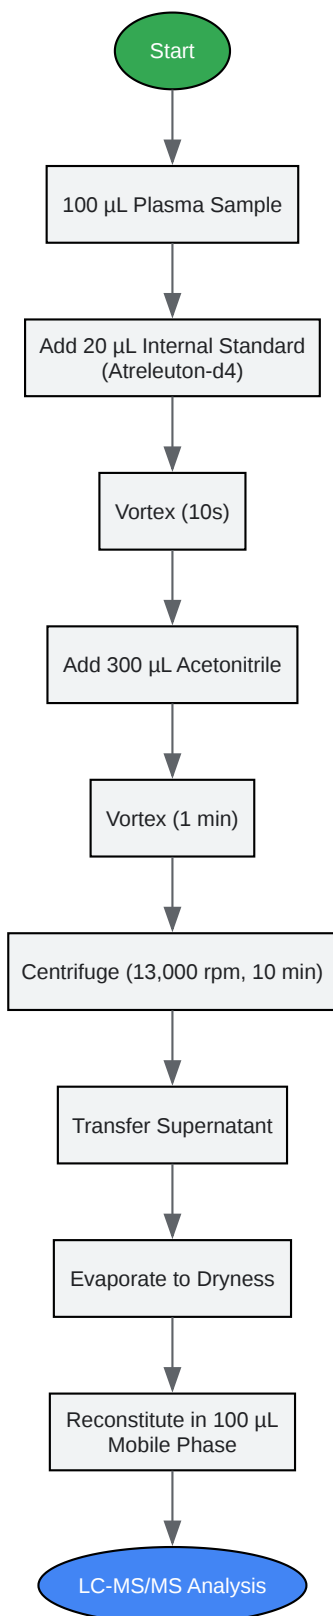 Start
100 µL Plasma Sample
Add 20 µL Internal Standard
(Atreleuton-d4)
Vortex (10s)
Add 300 µL Acetonitrile
Vortex (1 min)
Centrifuge (13,000 rpm, 10 min)
Transfer Supernatant
Evaporate to Dryness
Reconstitute in 100 µL
Mobile Phase
LC-MS/MS Analysis